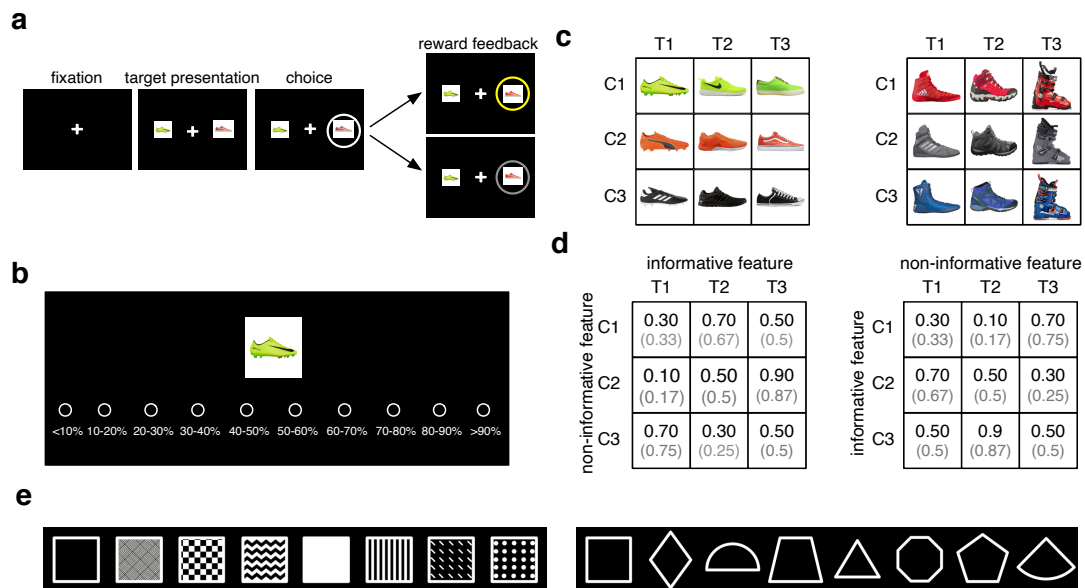 a
fixation
target presentation
choice
reward feedback
b
<10% 10-20% 20-30% 30-40% 40-50% 50-60% 60-70% 70-80% 80-90% >90%
c
T1 T2 T3
C1
C2
C3
T1 T2 T3
d
informative feature
T1 T2 T3
non-informative feature
C1 0.30 0.70 0.50
(0.33) (0.67) (0.5)
C2 0.10 0.50 0.90
(0.17) (0.5) (0.87)
C3 0.70 0.30 0.50
(0.75) (0.25) (0.5)
non-informative feature
T1 T2 T3
informative feature
C1 0.30 0.10 0.70
(0.33) (0.17) (0.75)
C2 0.70 0.50 0.30
(0.67) (0.5) (0.25)
C3 0.50 0.9 0.50
(0.5) (0.87) (0.5)
e